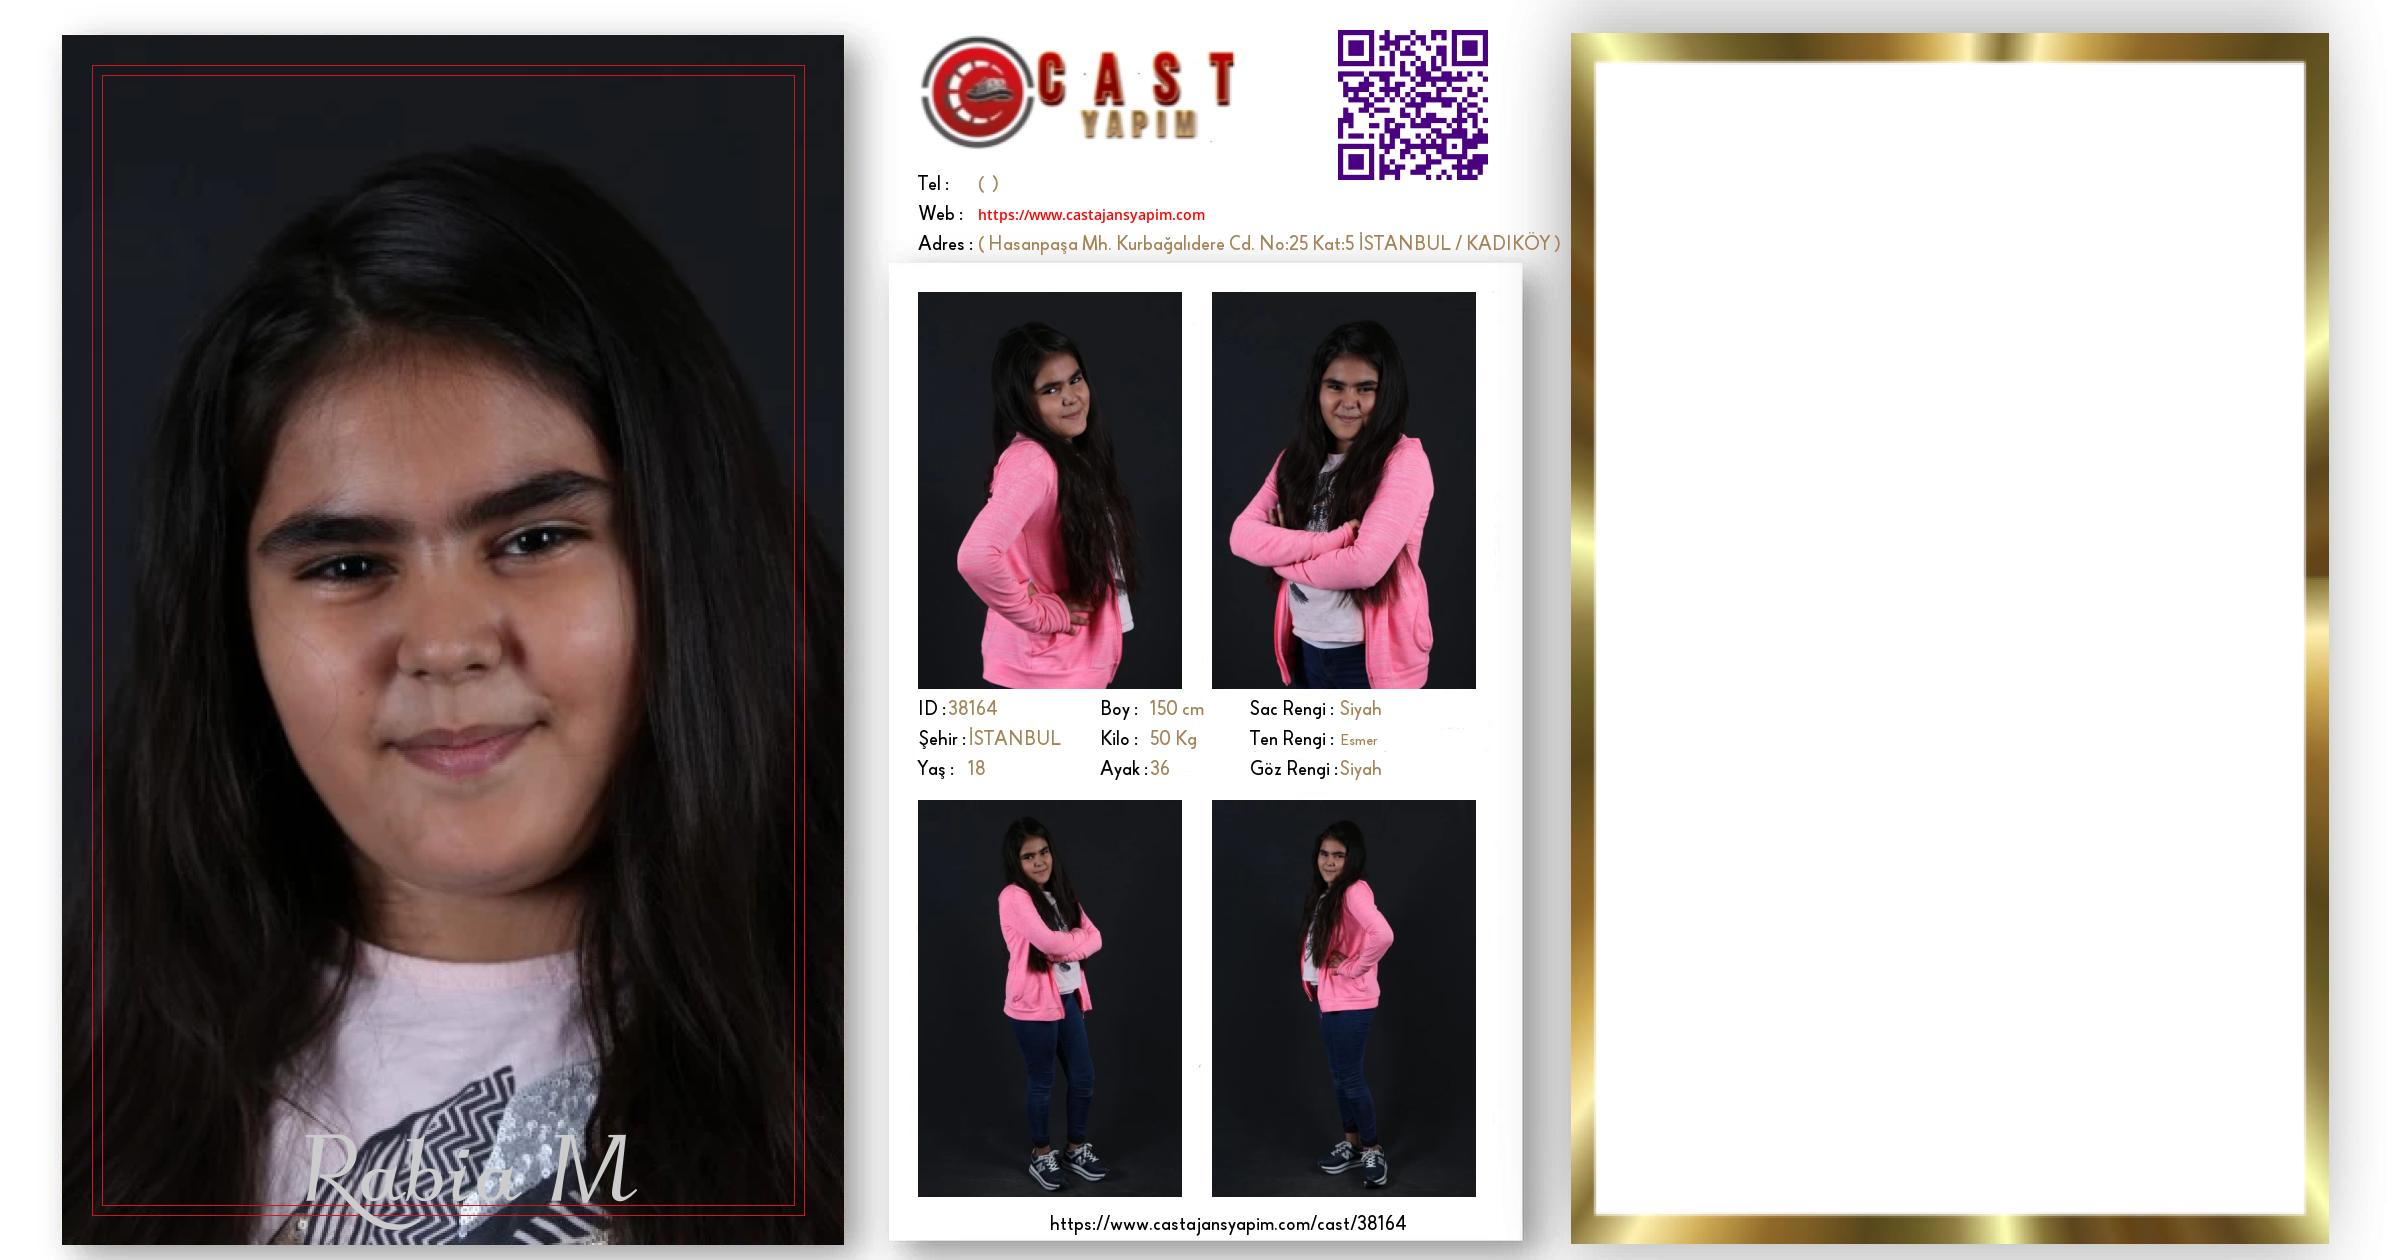 Rabia M
CAST
YAPIM
Tel : ( )
Web : https://www.castajansyapim.com
Adres : ( Hasanpaşa Mh. Kurbağalıdere Cd. No:25 Kat:5 İSTANBUL / KADIKÖY )
ID : 38164 Boy : 150 cm Sac Rengi : Siyah
Şehir : İSTANBUL Kilo : 50 Kg Ten Rengi : Esmer
Yaş : 18 Ayak : 36 Göz Rengi : Siyah
https://www.castajansyapim.com/cast/38164